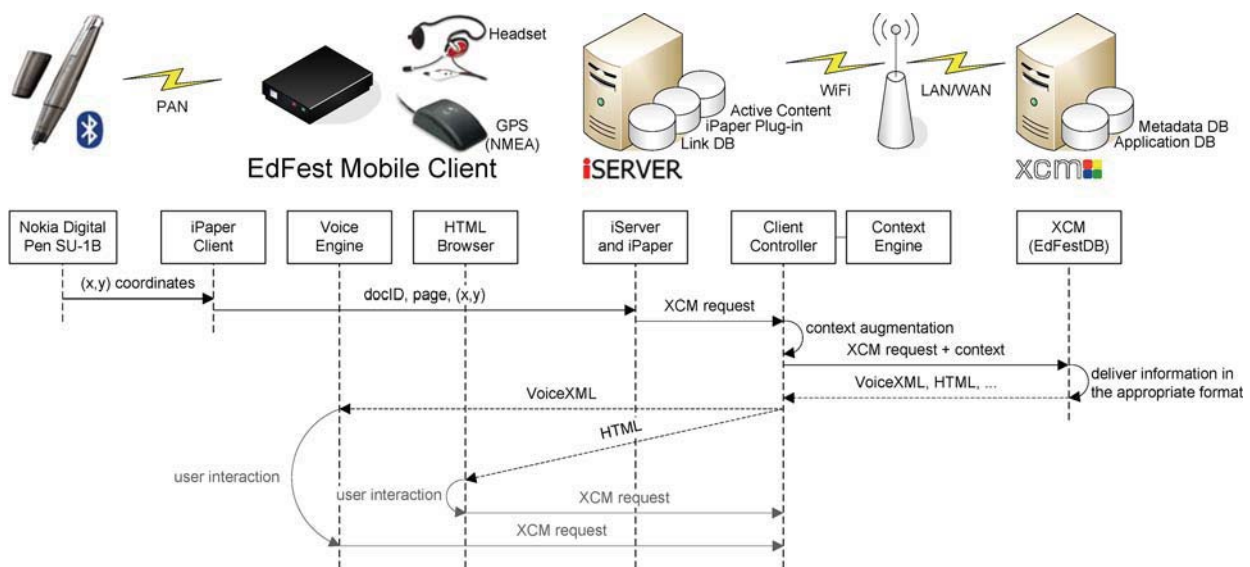 Headset
PAN
GPS
(NMEA)
EdFest Mobile Client
Active Content
iPaper Plug-in
Link DB
iSERVER
WiFi
LAN/WAN
Metadata DB
Application DB
xcm
Nokia Digital
Pen SU-1B
iPaper
Client
Voice
Engine
HTML
Browser
iServer
and iPaper
Client
Controller
Context
Engine
XCM
(EdFestDB)
(x,y) coordinates
docID, page, (x,y)
XCM request
context augmentation
XCM request + context
deliver information in
the appropriate format
VoiceXML, HTML, ...
VoiceXML
HTML
user interaction
user interaction
XCM request
XCM request